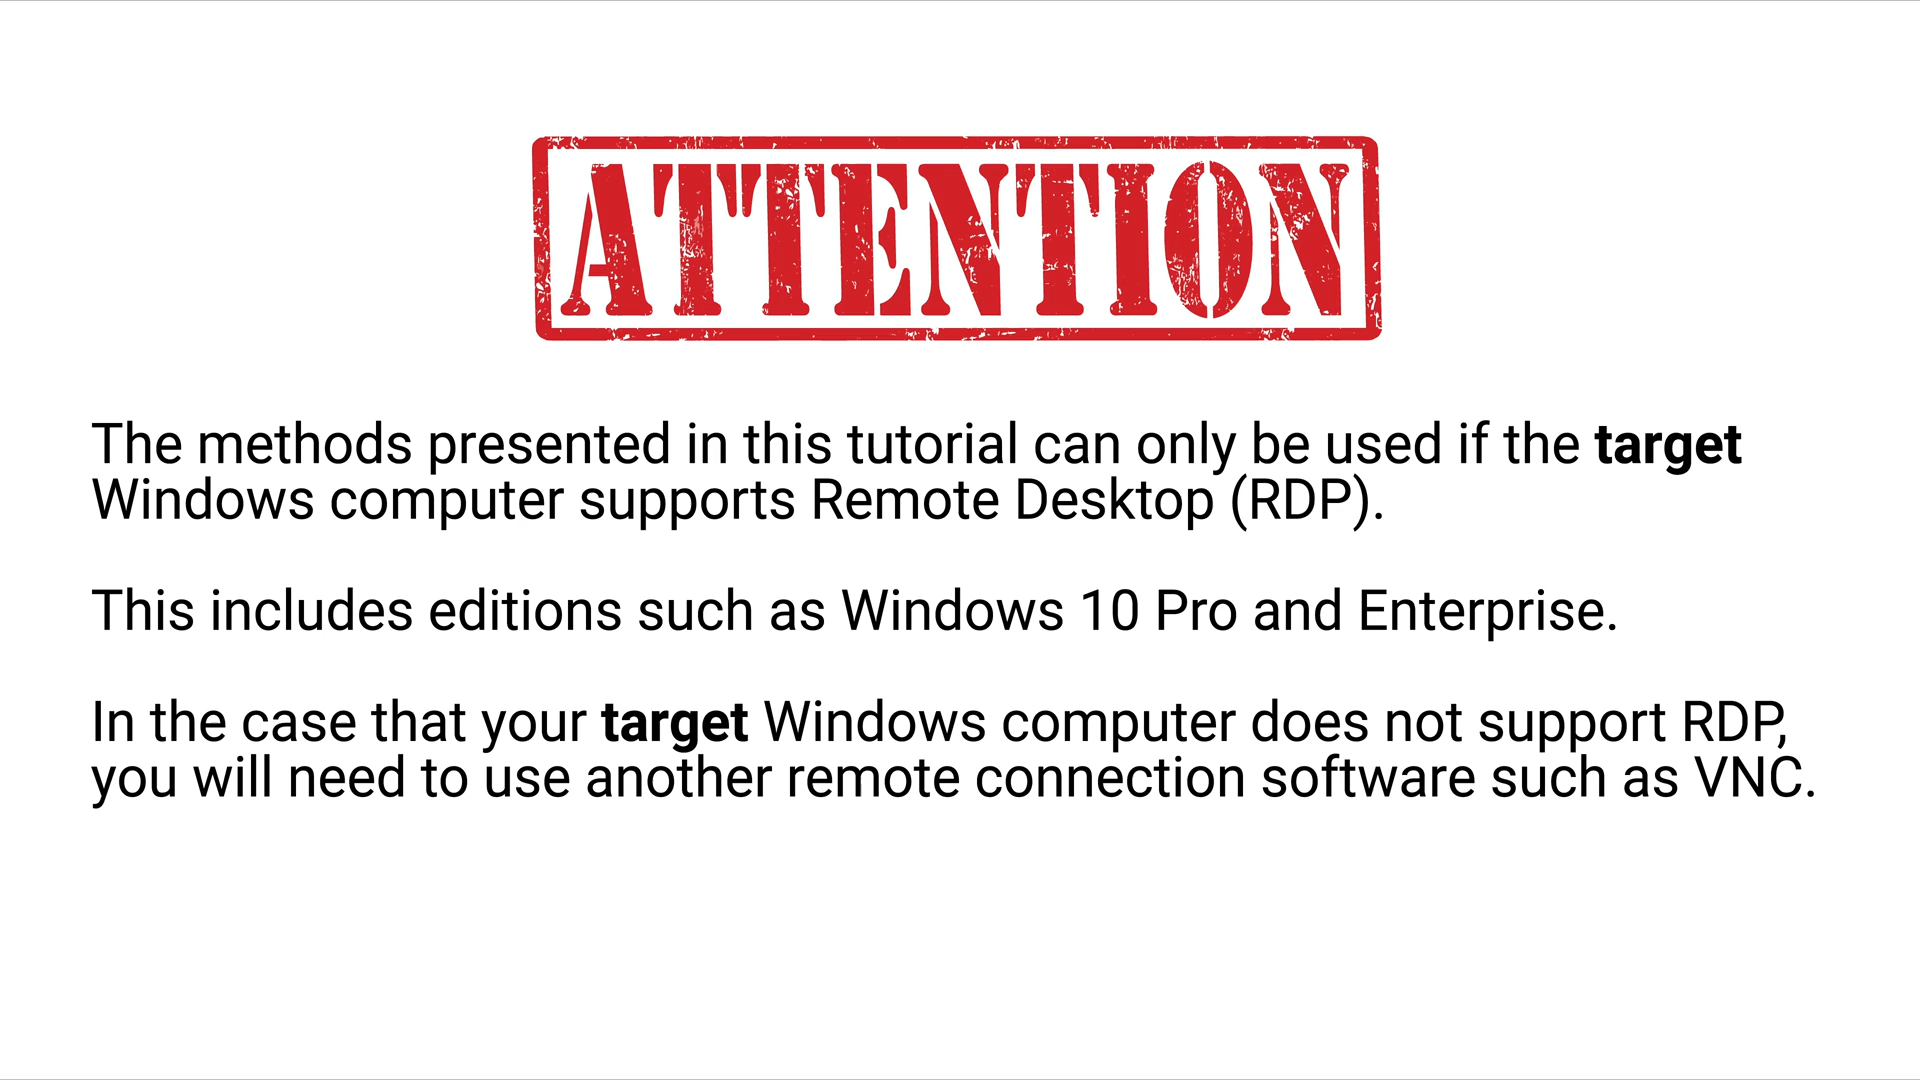 ATTENTION
The methods presented in this tutorial can only be used if the target
Windows computer supports Remote Desktop (RDP).
This includes editions such as Windows 10 Pro and Enterprise.
In the case that your target Windows computer does not support RDP,
you will need to use another remote connection software such as VNC.